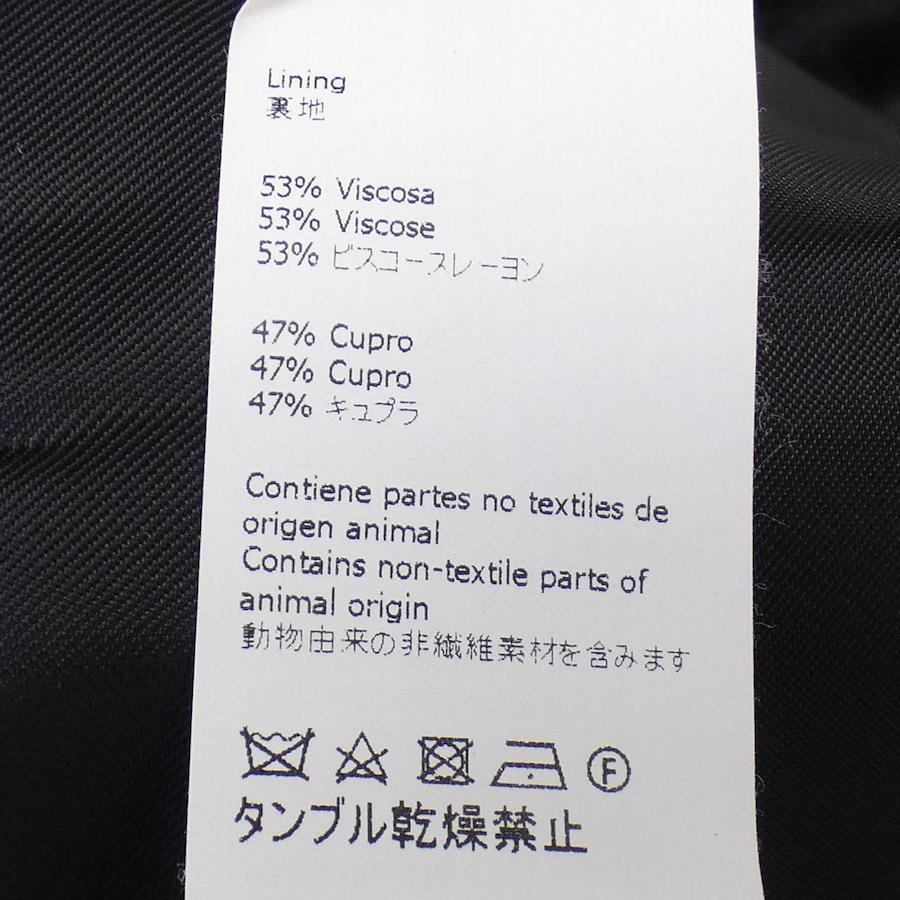 Lining
裏地
53% Viscosa
53% Viscose
53% ビスコースレーヨン
47% Cupro
47% Cupro
47% キュプラ
Contiene partes no textiles de
origen animal
Contains non-textile parts of
animal origin
動物由来の非繊維素材を含みます
F
タンブル乾燥禁止